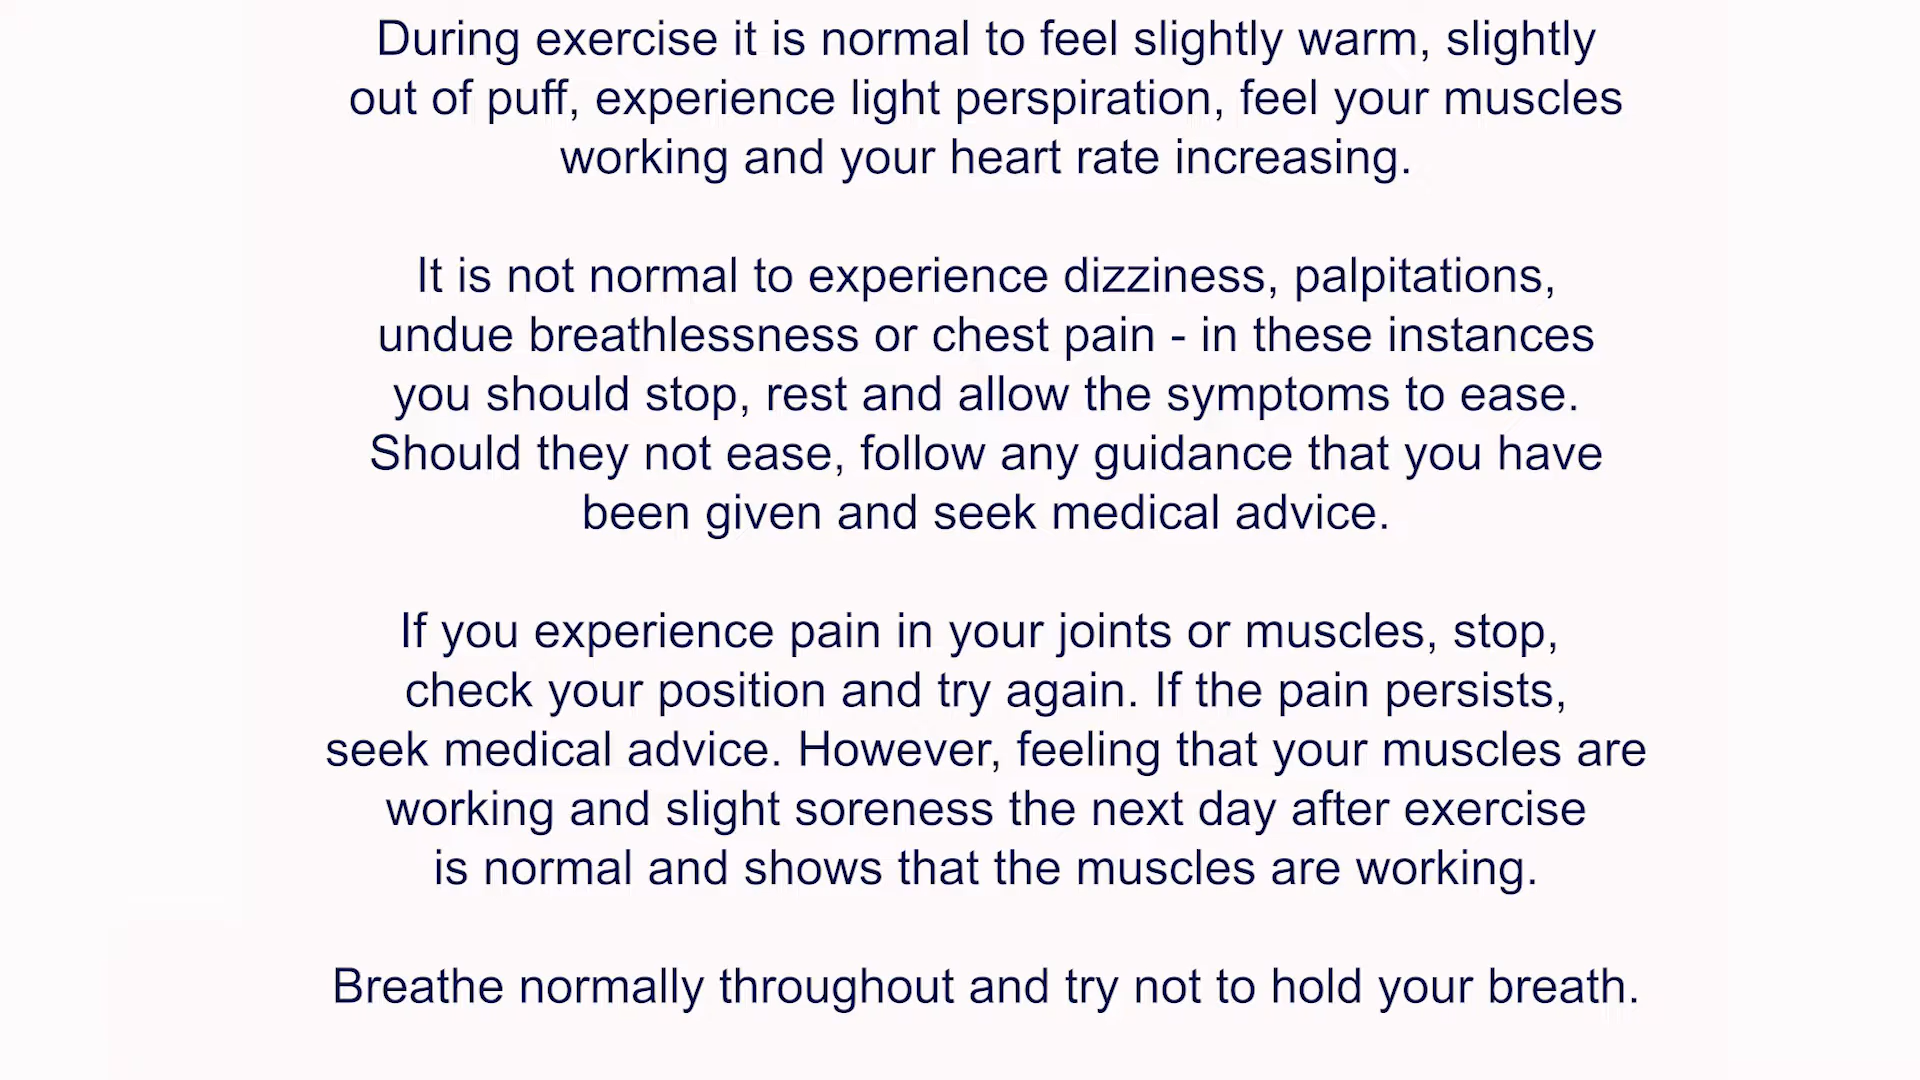 During exercise it is normal to feel slightly warm, slightly
out of puff, experience light perspiration, feel your muscles
working and your heart rate increasing.
It is not normal to experience dizziness, palpitations,
undue breathlessness or chest pain - in these instances
you should stop, rest and allow the symptoms to ease.
Should they not ease, follow any guidance that you have
been given and seek medical advice.
If you experience pain in your joints or muscles, stop,
check your position and try again. If the pain persists,
seek medical advice. However, feeling that your muscles are
working and slight soreness the next day after exercise
is normal and shows that the muscles are working.
Breathe normally throughout and try not to hold your breath.